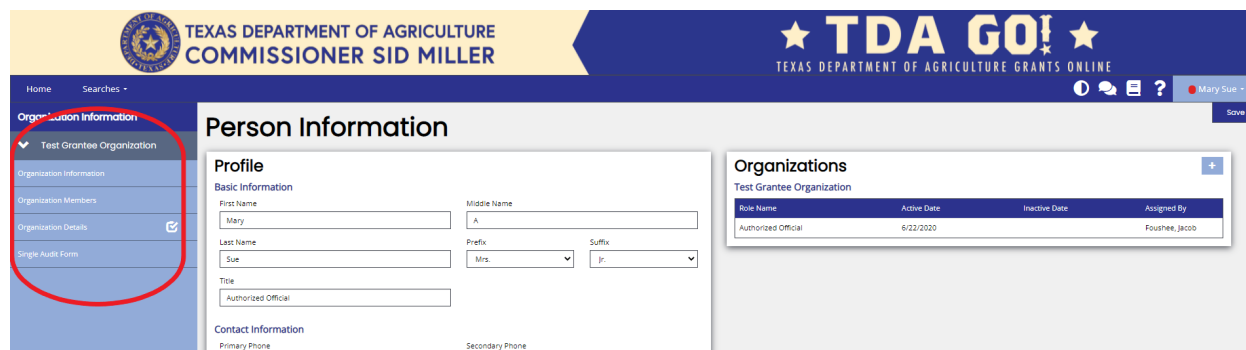 TEXAS DEPARTMENT OF AGRICULTURE
COMMISSIONER SID MILLER
TDA GO!
TEXAS DEPARTMENT OF AGRICULTURE GRANTS ONLINE
Home Searches
? Mary Sue
Organization Information
Test Grantee Organization
Organization Information
Organization Members
Organization Details
Single Audit Form
Save
Person Information
Profile
Basic Information
First Name Middle Name
Mary A
Last Name Prefix Suffix
Sue Mrs. Jr.
Title
Authorized Official
Contact Information
Primary Phone Secondary Phone
Organizations
+
Test Grantee Organization
Role Name Active Date Inactive Date Assigned By
Authorized Official 6/22/2020 Foushee, Jacob